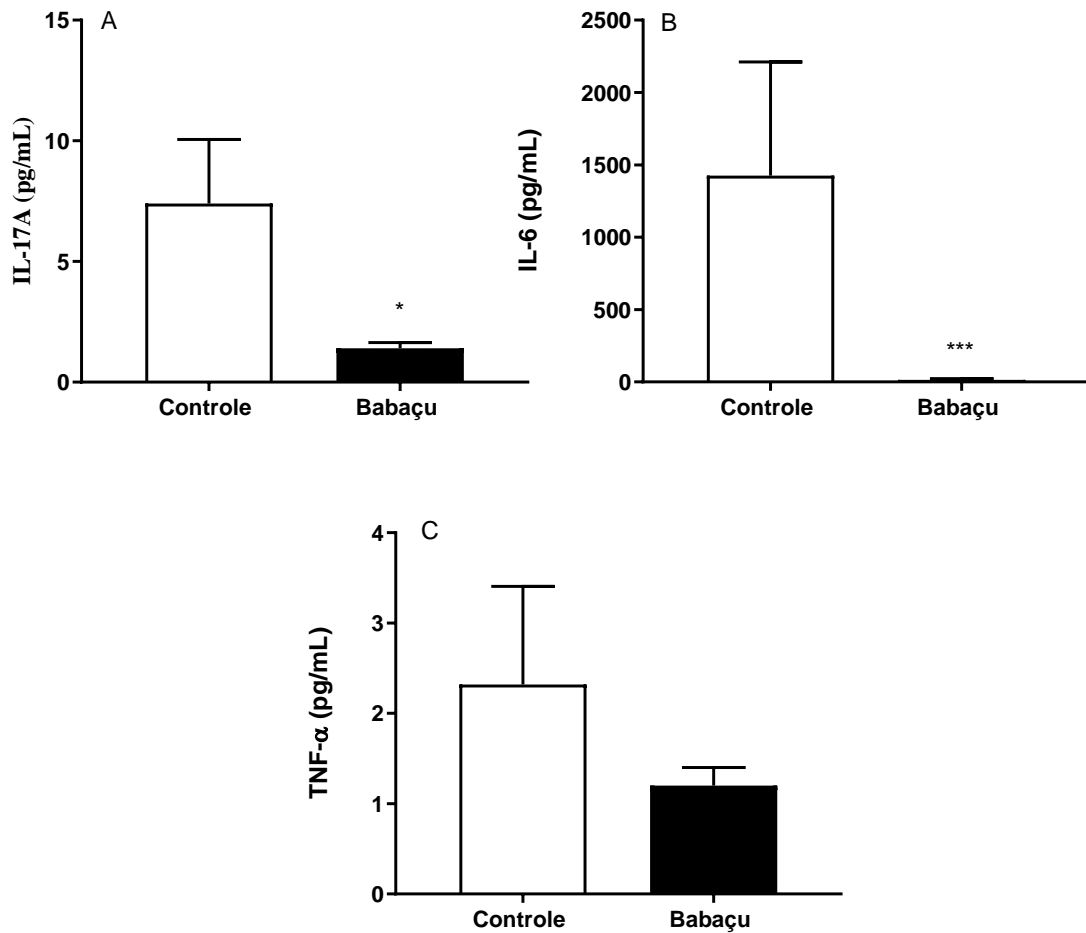 A
IL-17A (pg/mL)
15
10
5
0
*
Controle
Babaçu
B
IL-6 (pg/mL)
2500
2000
1500
1000
500
0
***
Controle
Babaçu
C
TNF-α (pg/mL)
4
3
2
1
0
Controle
Babaçu